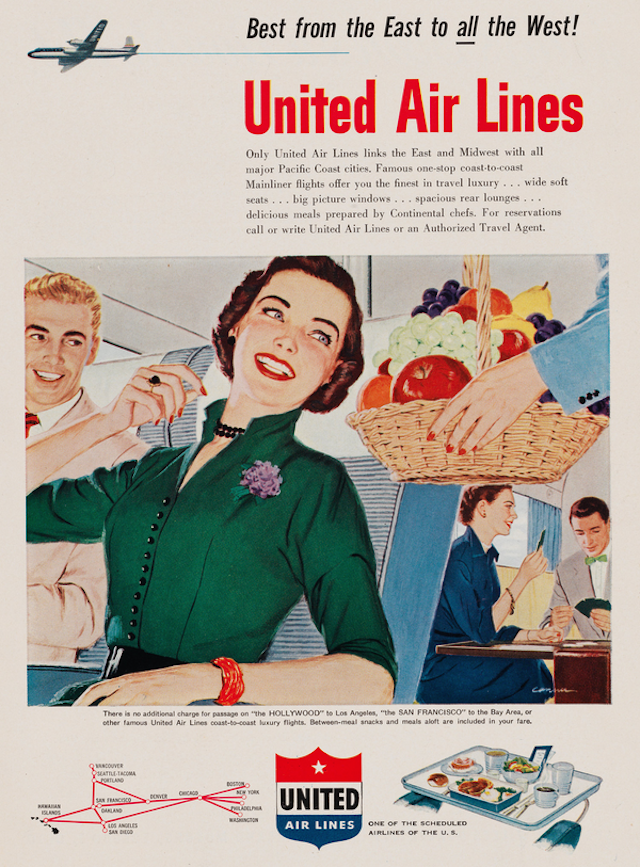 Best from the East to all the West!
United Air Lines
Only United Air Lines links the East and Midwest with all
major Pacific Coast cities. Famous one-stop coast-to-coast
Mainliner flights offer you the finest in travel luxury . . . wide soft
seats . . . big picture windows . . . spacious rear lounges . . .
delicious meals prepared by Continental chefs. For reservations
call or write United Air Lines or an Authorized Travel Agent.
There is no additional charge for passage on "the HOLLYWOOD" to Los Angeles, "the SAN FRANCISCO" to the Bay Area, or
other famous United Air Lines coast-to-coast luxury flights. Between-meal snacks and meals aloft are included in your fare.
VANCOUVER
SEATTLE-TACOMA
PORTLAND
SAN FRANCISCO
OAKLAND
DENVER
CHICAGO
BOSTON
NEW YORK
PHILADELPHIA
WASHINGTON
HAWAIIAN
ISLANDS
LOS ANGELES
SAN DIEGO
UNITED
AIR LINES
ONE OF THE SCHEDULED
AIRLINES OF THE U. S.